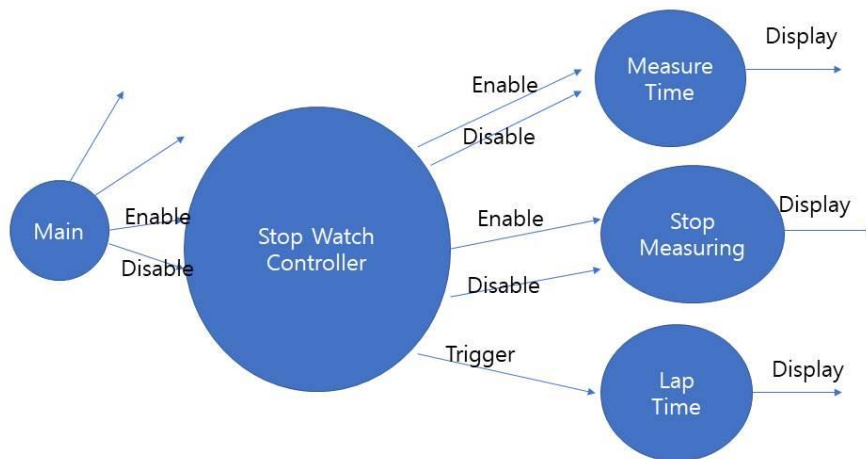 Main
Enable
Disable
Stop Watch
Controller
Enable
Disable
Measure
Time
Display
Enable
Disable
Stop
Measuring
Display
Trigger
Lap
Time
Display